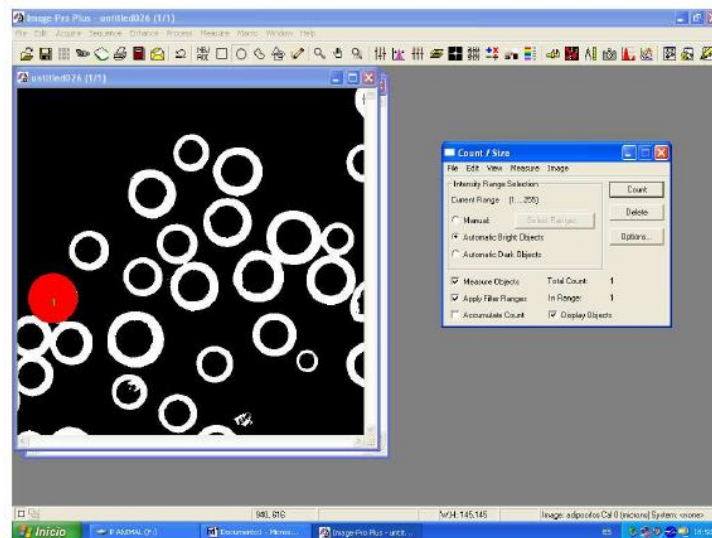 Image-Pro Plus - untitled026 (1/1)
File Edit Acquire Sequence Enhance Process Measure Macro Window Help
untitled026 (1/1)
1
Count / Size
File Edit View Measure Image
Intensity Range Selection
Current Range (1....255)
Manual: Select Ranges...
Automatic Bright Objects
Automatic Dark Objects
Count
Delete
Options...
Measure Objects Total Count: 1
Apply Filter Ranges In Range: 1
Accumulate Count Display Objects
940, 616 W,H: 145,145 Image: adipocitos Cal 0 (microns) System: <none>
Inicio P ANIMAL (F:) Documento1 - Micros... Image-Pro Plus - untit... ES